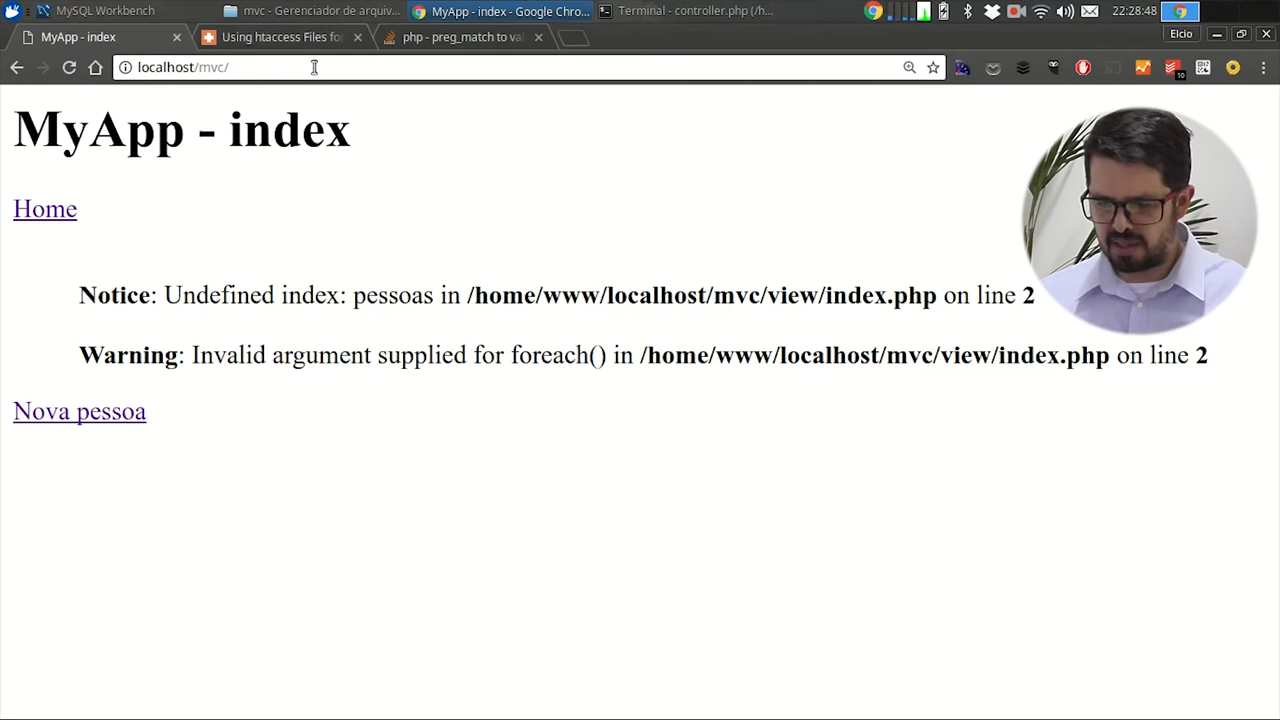 MySQL Workbench
mvc - Gerenciador de arquiv...
MyApp - index - Google Chro...
Terminal - controller.php (/h...
22:28:48
MyApp - index
Using htaccess Files for
php - preg_match to val
Elcio
localhost/mvc/
10
MyApp - index
Home
Notice: Undefined index: pessoas in /home/www/localhost/mvc/view/index.php on line 2
Warning: Invalid argument supplied for foreach() in /home/www/localhost/mvc/view/index.php on line 2
Nova pessoa